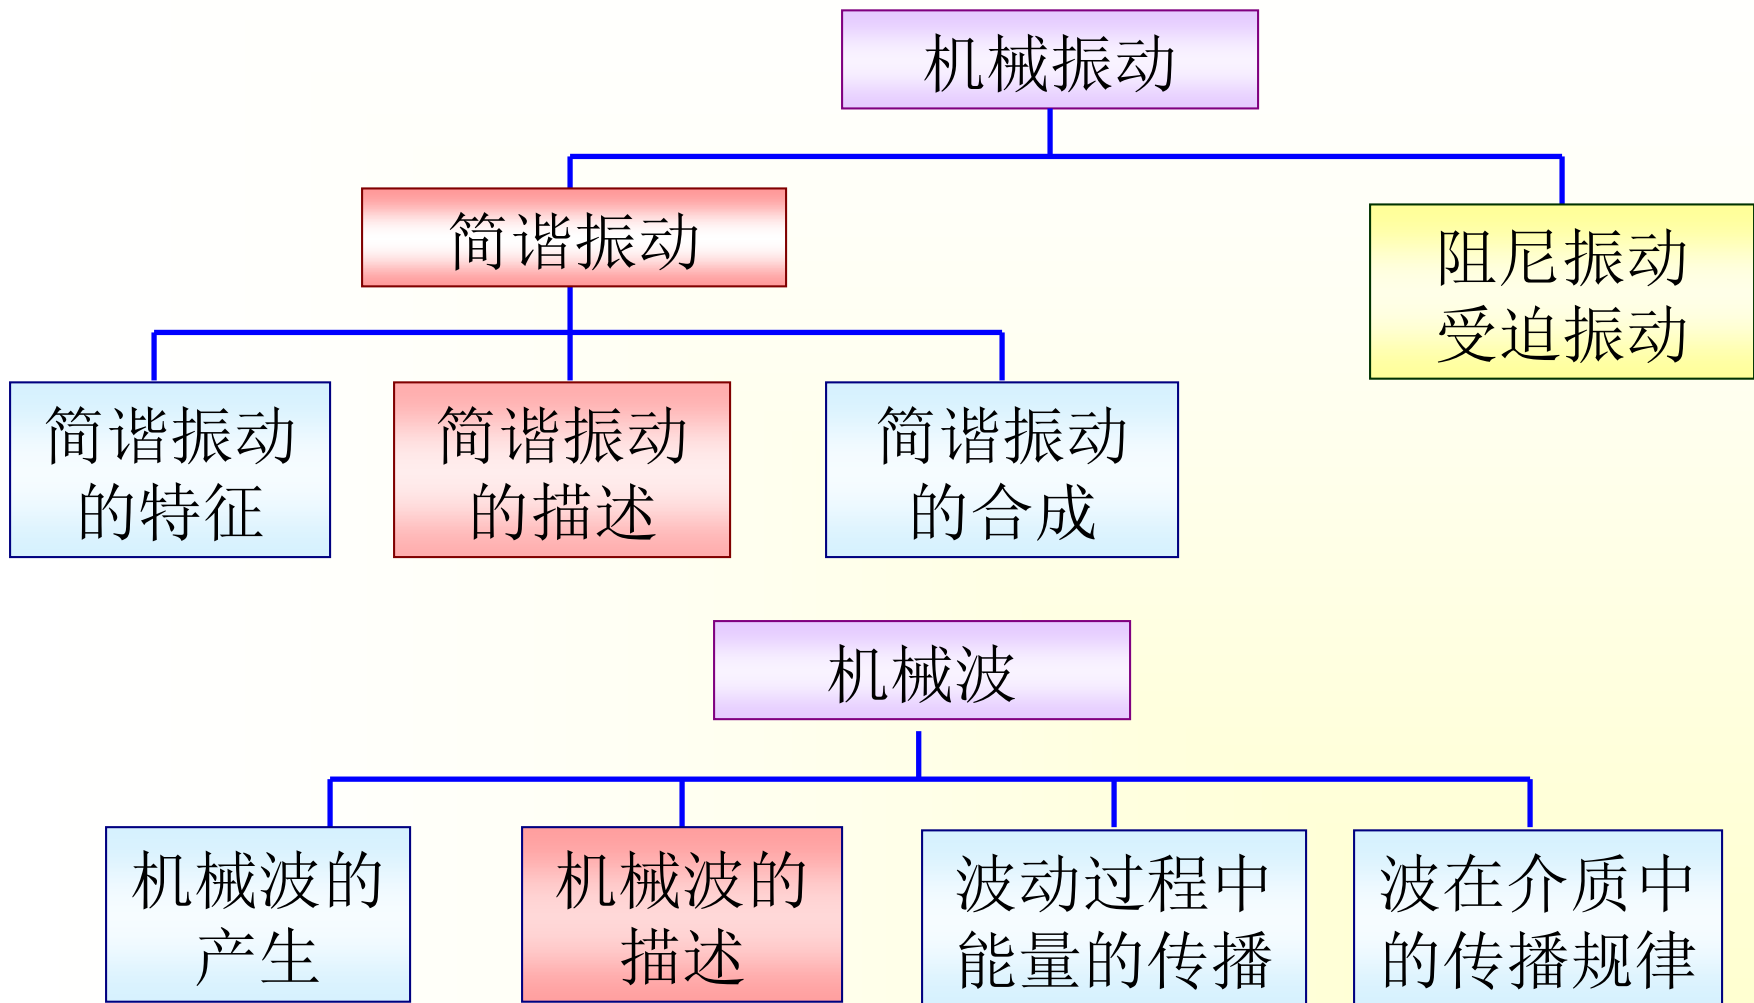 机械振动
简谐振动
阻尼振动
受迫振动
简谐振动
的特征
简谐振动
的描述
简谐振动
的合成
机械波
机械波的
产生
机械波的
描述
波动过程中
能量的传播
波在介质中
的传播规律